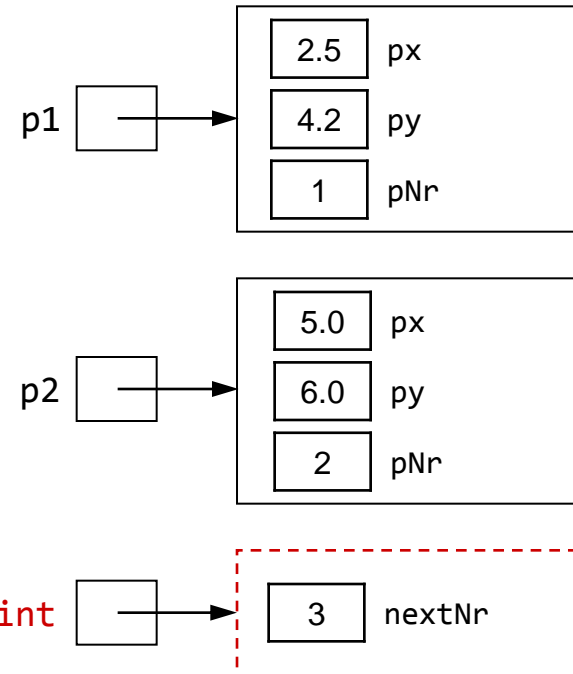 2.5 px
p1 4.2 py
1 pNr
5.0 px
p2 6.0 py
2 pNr
int 3 nextNr